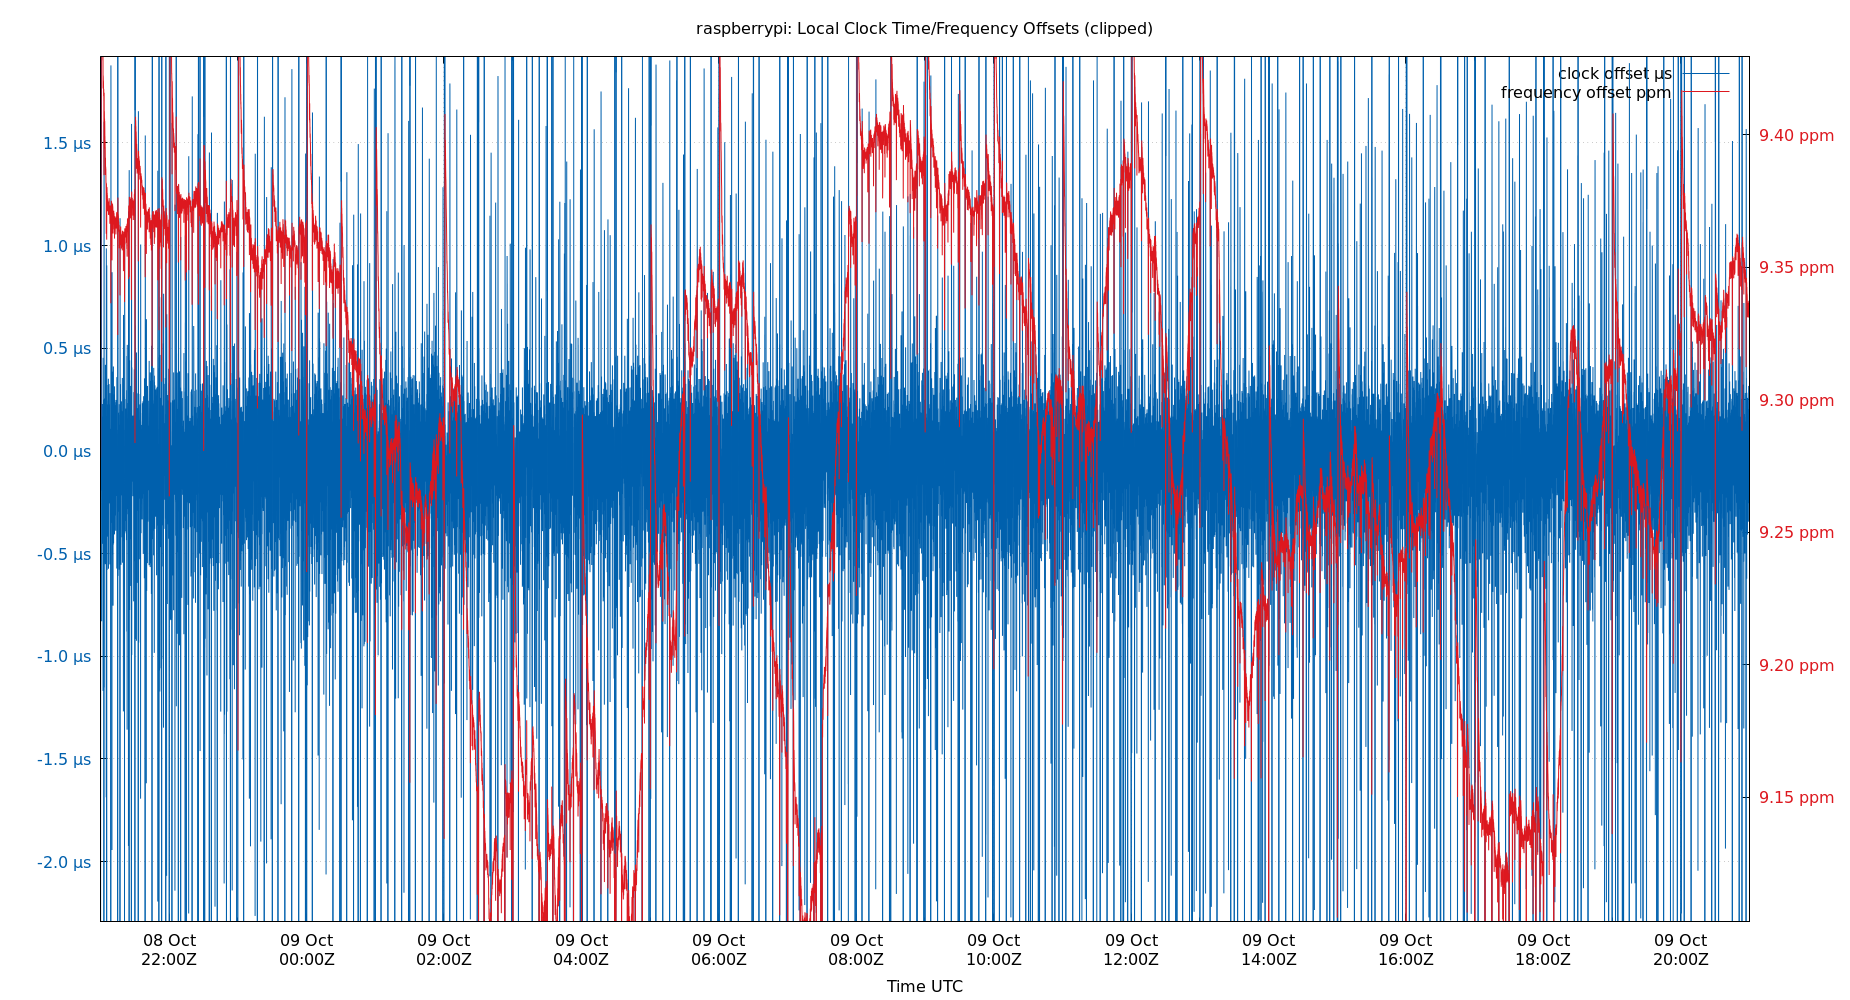 raspberrypi: Local Clock Time/Frequency Offsets (clipped)
clock offset µs
frequency offset ppm
1.5 µs
1.0 µs
0.5 µs
0.0 µs
-0.5 µs
-1.0 µs
-1.5 µs
-2.0 µs
9.40 ppm
9.35 ppm
9.30 ppm
9.25 ppm
9.20 ppm
9.15 ppm
08 Oct 09 Oct 09 Oct 09 Oct 09 Oct 09 Oct 09 Oct 09 Oct 09 Oct 09 Oct 09 Oct 09 Oct
22:00Z 00:00Z 02:00Z 04:00Z 06:00Z 08:00Z 10:00Z 12:00Z 14:00Z 16:00Z 18:00Z 20:00Z
Time UTC